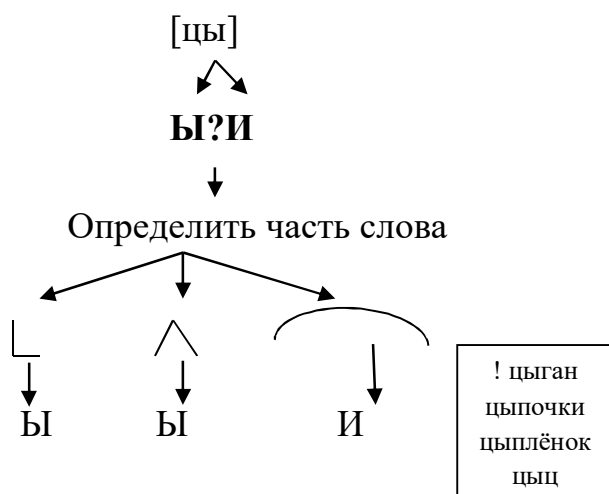 [цы]
Ы?И
Определить часть слова
Ы Ы И
! цыган
цыпочки
цыплёнок
цыц